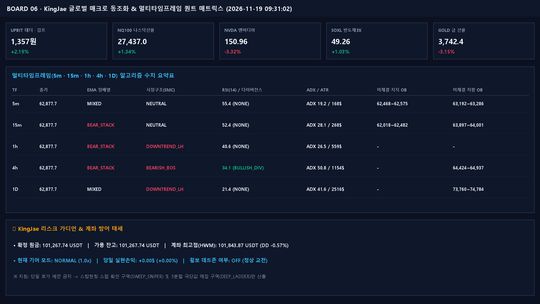 BOARD 06 · KingJae 글로벌 매크로 동조화 & 멀티타임프레임 퀀트 매트릭스 (2026-11-19 09:31:02)
UPBIT 테더
1,357원
+2.19%
NQ100 나스닥선물
27,437.0
+1.34%
NVDA 엔비디아
150.96
-3.32%
SOXL 반도체3X
49.26
+1.03%
GOLD 금 선물
3,742.4
-3.15%
멀티타임프레임(5m · 15m · 1h · 4h · 1D) 알고리즘 수치 요약표
TF 종가 EMA 정배열 시장구조(SMC) RSI(14) / 다이버전스 ADX / ATR 미체결 지지 OB 미체결 저항 OB
5m 62,877.7 MIXED NEUTRAL 55.4 (NONE) ADX 19.2 / 168$ 62,468~62,575 63,192~63,286
15m 62,877.7 BEAR_STACK NEUTRAL 52.4 (NONE) ADX 28.1 / 268$ 62,018~62,482 63,897~64,001
1h 62,877.7 BEAR_STACK DOWNTREND_LH 40.6 (NONE) ADX 26.5 / 559$ - -
4h 62,877.7 BEAR_STACK BEARISH_BOS 34.1 (BULLISH_DIV) ADX 50.8 / 1154$ - 64,424~64,937
1D 62,877.7 MIXED DOWNTREND_LH 21.4 (NONE) ADX 41.6 / 2516$ - 73,760~74,784
KingJae 리스크 가디언 & 계좌 방어 태세
• 확정 원금: 101,267.74 USDT | 가용 잔고: 101,267.74 USDT | 계좌 최고점(HWM): 101,843.87 USDT (DD -0.57%)
• 현재 기어 모드: NORMAL (1.0x) | 당일 실현손익: +0.00$ (+0.00%) | 철포 데드존 여부: OFF (정상 교전)